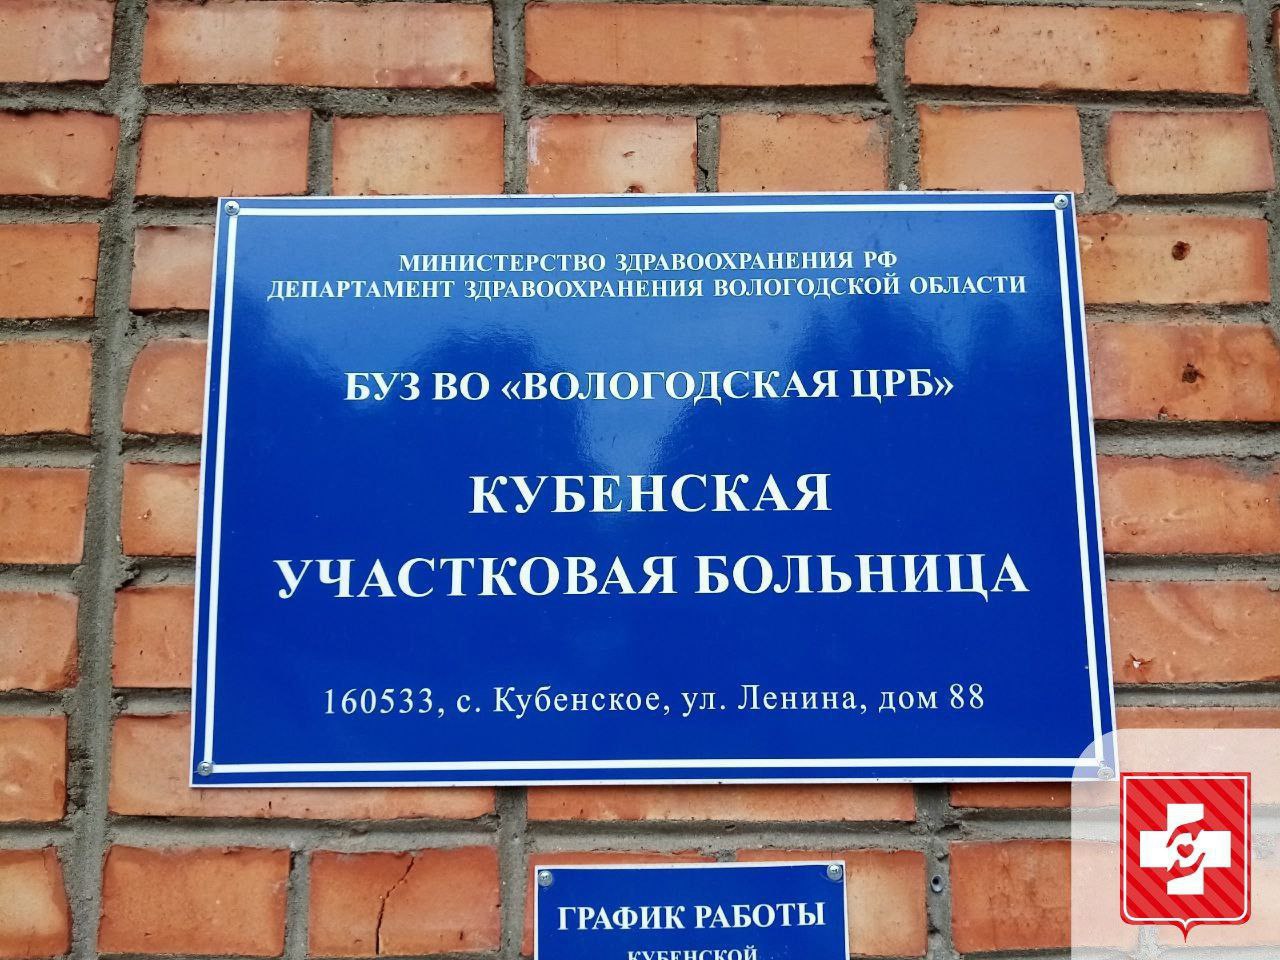 МИНИСТЕРСТВО ЗДРАВООХРАНЕНИЯ РФ
ДЕПАРТАМЕНТ ЗДРАВООХРАНЕНИЯ ВОЛОГОДСКОЙ ОБЛАСТИ
БУЗ ВО «ВОЛОГОДСКАЯ ЦРБ»
КУБЕНСКАЯ
УЧАСТКОВАЯ БОЛЬНИЦА
160533, с. Кубенское, ул. Ленина, дом 88
ГРАФИК РАБОТЫ
КУБЕНСКОЙ